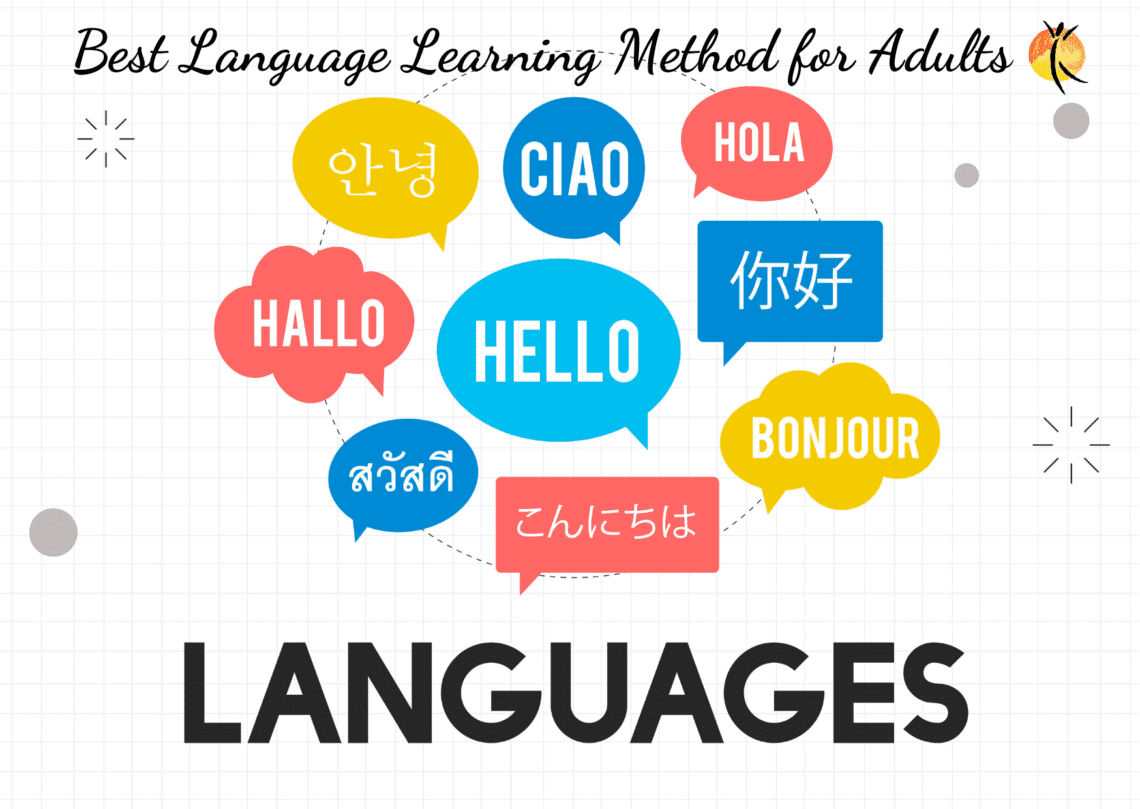 Best Language Learning Method for Adults
안녕
CIAO
HOLA
HALLO
HELLO
你好
BONJOUR
สวัสดี
こんにちは
LANGUAGES